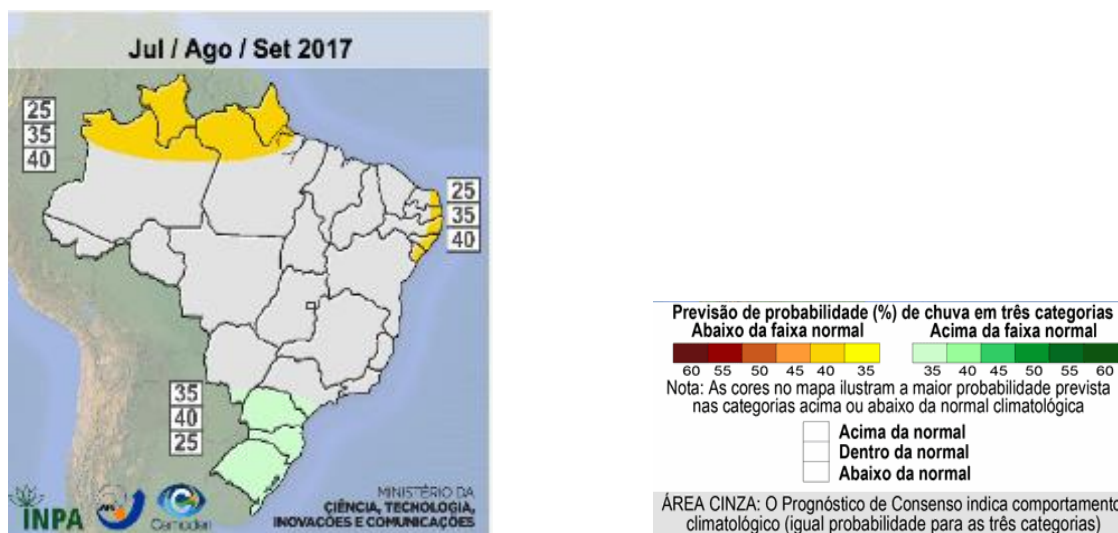 Jul / Ago / Set 2017
25
35
40
25
35
40
35
40
25
INPA
Cemaden
MINISTÉRIO DA
CIÊNCIA, TECNOLOGIA,
INOVAÇÕES E COMUNICAÇÕES
Previsão de probabilidade (%) de chuva em três categorias
Abaixo da faixa normal Acima da faixa normal
60 55 50 45 40 35 35 40 45 50 55 60
Nota: As cores no mapa ilustram a maior probabilidade prevista
nas categorias acima ou abaixo da normal climatológica
Acima da normal
Dentro da normal
Abaixo da normal
ÁREA CINZA: O Prognóstico de Consenso indica comportamento
climatológico (igual probabilidade para as três categorias)